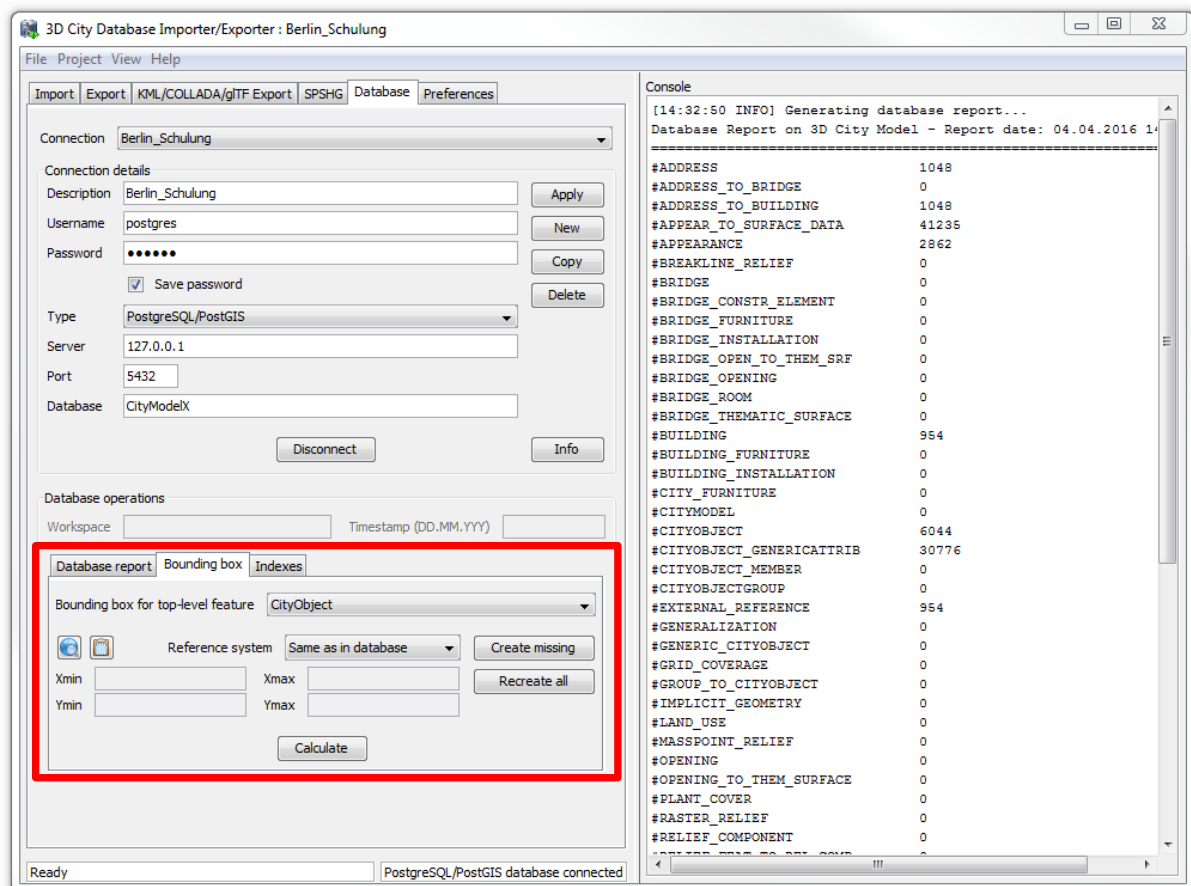 3D City Database Importer/Exporter : Berlin_Schulung
File Project View Help
Import Export KML/COLLADA/glTF Export SPSHG Database Preferences
Connection Berlin_Schulung
Connection details
Description Berlin_Schulung Apply
Username postgres New
Password ●●●●●● Copy
Save password Delete
Type PostgreSQL/PostGIS
Server 127.0.0.1
Port 5432
Database CityModelX
Disconnect Info
Database operations
Workspace Timestamp (DD.MM.YYY)
Database report Bounding box Indexes
Bounding box for top-level feature CityObject
Reference system Same as in database Create missing
Xmin Xmax Recreate all
Ymin Ymax
Calculate
Ready PostgreSQL/PostGIS database connected
Console
[14:32:50 INFO] Generating database report...
Database Report on 3D City Model - Report date: 04.04.2016
#ADDRESS 1048
#ADDRESS_TO_BRIDGE 0
#ADDRESS_TO_BUILDING 1048
#APPEAR_TO_SURFACE_DATA 41235
#APPEARANCE 2862
#BREAKLINE_RELIEF 0
#BRIDGE 0
#BRIDGE_CONSTR_ELEMENT 0
#BRIDGE_FURNITURE 0
#BRIDGE_INSTALLATION 0
#BRIDGE_OPEN_TO_THEM_SRF 0
#BRIDGE_OPENING 0
#BRIDGE_ROOM 0
#BRIDGE_THEMATIC_SURFACE 0
#BUILDING 954
#BUILDING_FURNITURE 0
#BUILDING_INSTALLATION 0
#CITY_FURNITURE 0
#CITYMODEL 0
#CITYOBJECT 6044
#CITYOBJECT_GENERICATTRIB 30776
#CITYOBJECT_MEMBER 0
#CITYOBJECTGROUP 0
#EXTERNAL_REFERENCE 954
#GENERALIZATION 0
#GENERIC_CITYOBJECT 0
#GRID_COVERAGE 0
#GROUP_TO_CITYOBJECT 0
#IMPLICIT_GEOMETRY 0
#LAND_USE 0
#MASSPOINT_RELIEF 0
#OPENING 0
#OPENING_TO_THEM_SURFACE 0
#PLANT_COVER 0
#RASTER_RELIEF 0
#RELIEF_COMPONENT 0